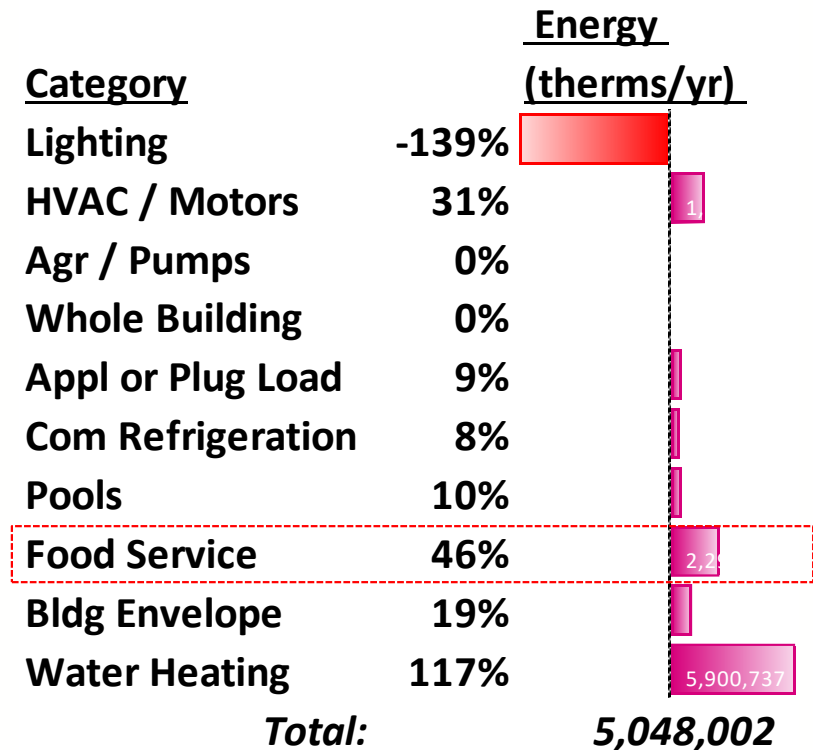 Energy
Category (therms/yr)
Lighting -139%
HVAC / Motors 31% 1,
Agr / Pumps 0%
Whole Building 0%
Appl or Plug Load 9%
Com Refrigeration 8%
Pools 10%
Food Service 46%
Bldg Envelope 19%
Water Heating 117% 5,900,737
Total: 5,048,002